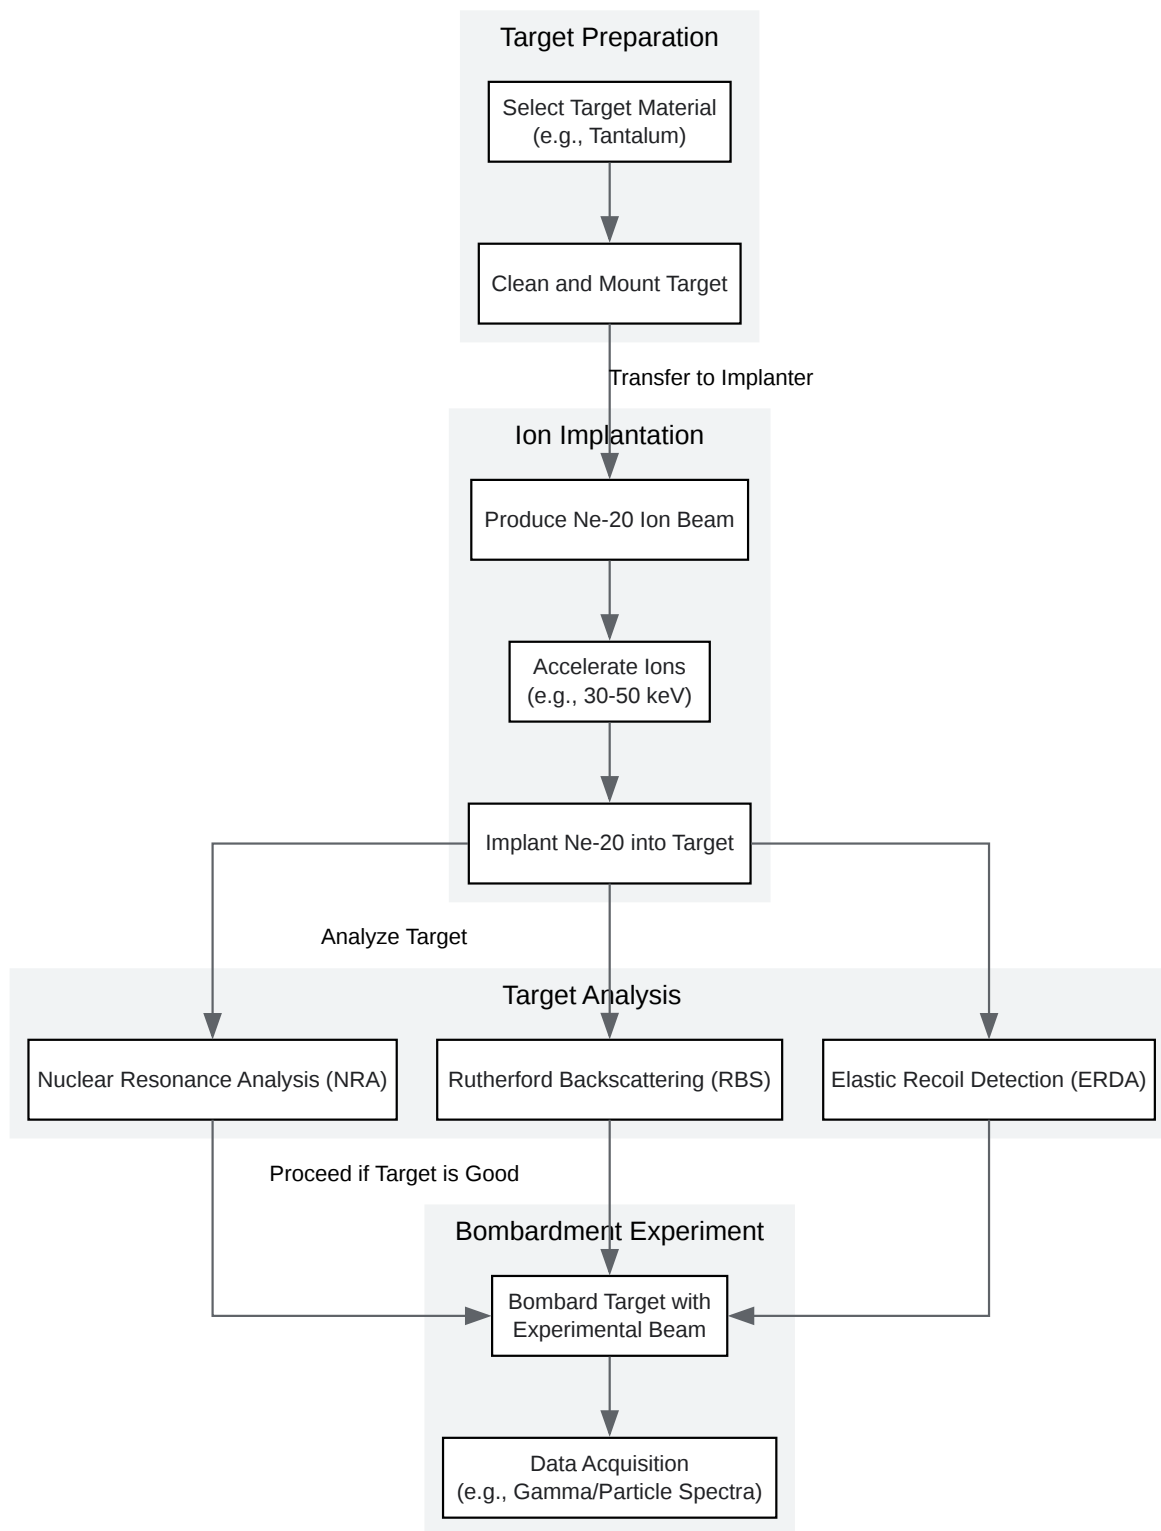 Target Preparation
Select Target Material
(e.g., Tantalum)
Clean and Mount Target
Transfer to Implanter
Ion Implantation
Produce Ne-20 Ion Beam
Accelerate Ions
(e.g., 30-50 keV)
Implant Ne-20 into Target
Analyze Target
Target Analysis
Nuclear Resonance Analysis (NRA)
Rutherford Backscattering (RBS)
Elastic Recoil Detection (ERDA)
Proceed if Target is Good
Bombardment Experiment
Bombard Target with
Experimental Beam
Data Acquisition
(e.g., Gamma/Particle Spectra)